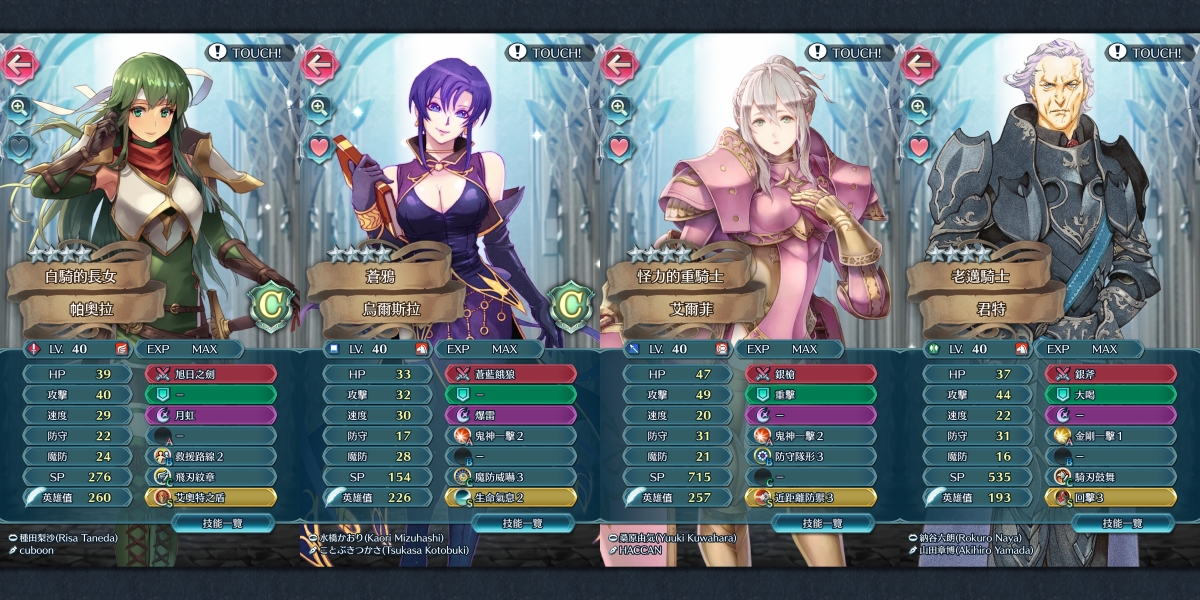 TOUCH!
白騎的長女
帕奧拉
C
LV. 40 EXP MAX
HP 39 旭日之劍
攻擊 40 －
速度 29 月虹
防守 22 －
魔防 24 救援路線2
SP 276 飛刃紋章
英雄值 260 艾奧特之盾
技能一覽
種田梨沙(Risa Taneda)
cuboon
TOUCH!
蒼鴉
烏爾斯拉
C
LV. 40 EXP MAX
HP 33 蒼藍餓狼
攻擊 32 －
速度 30 爆雷
防守 17 鬼神一擊2
魔防 28 －
SP 154 魔防威嚇3
英雄值 226 生命氣息2
技能一覽
水橋かおり(Kaori Mizuhashi)
ことぶきつかさ(Tsukasa Kotobuki)
TOUCH!
怪力的重騎士
艾爾菲
LV. 40 EXP MAX
HP 47 銀槍
攻擊 49 重擊
速度 20 －
防守 31 鬼神一擊2
魔防 21 防守隊形3
SP 715 －
英雄值 257 近距離防禦3
技能一覽
桑原由気(Yuuki Kuwahara)
HACCAN
TOUCH!
老邁騎士
君特
LV. 40 EXP MAX
HP 37 銀斧
攻擊 44 大喝
速度 22 －
防守 31 金剛一擊1
魔防 16 －
SP 535 騎刃鼓舞
英雄值 193 回擊3
技能一覽
納谷六朗(Rokuro Naya)
山田章博(Akihiro Yamada)